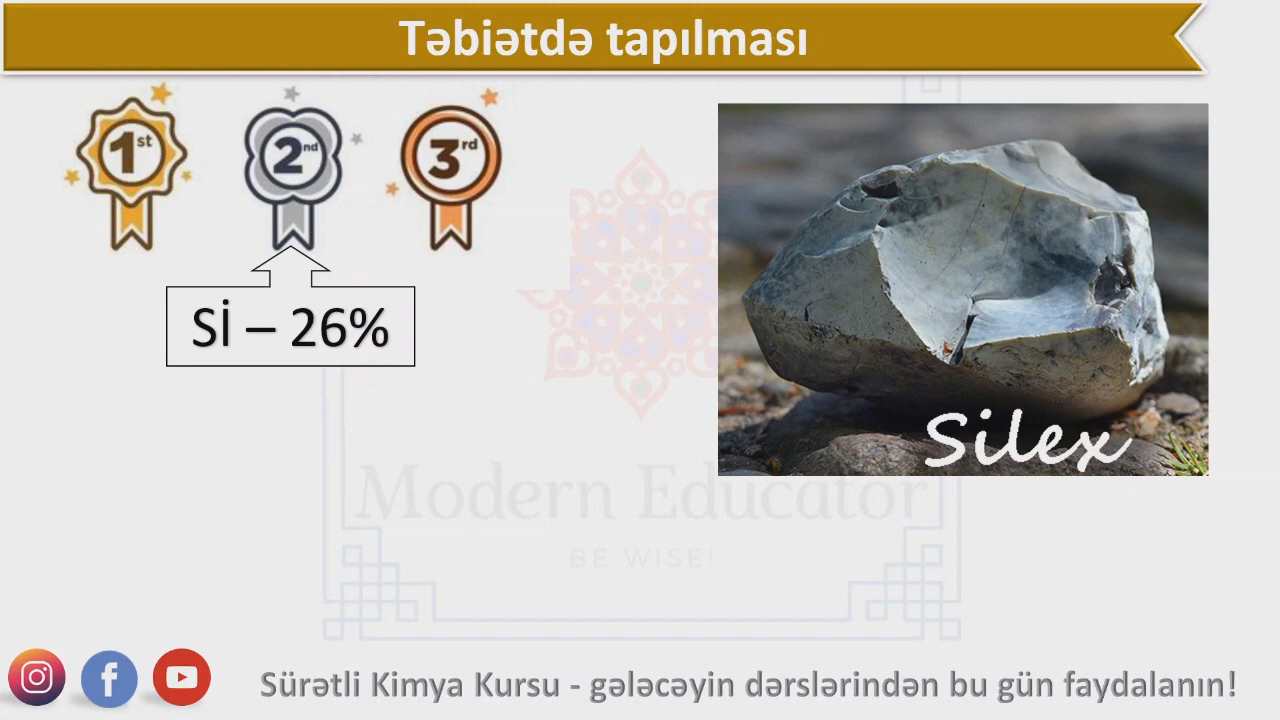 Təbiətdə tapılması
1st
2nd
3rd
Sİ – 26%
Silex
Modern Educator
BE WISE!
Sürətli Kimya Kursu - gələcəyin dərslərindən bu gün faydalanın!